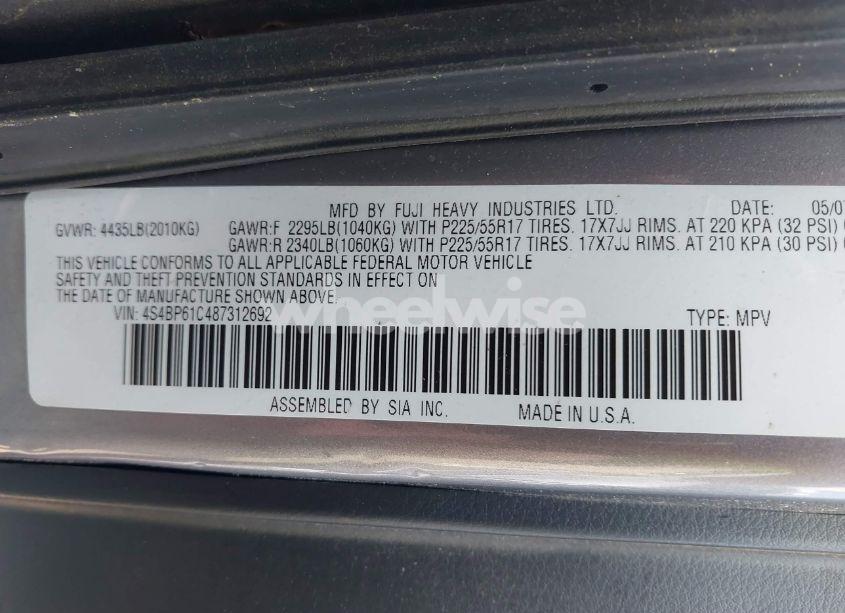 MFD BY FUJI HEAVY INDUSTRIES LTD. DATE: 05/0
GVWR: 4435LB(2010KG) GAWR:F 2295LB(1040KG) WITH P225/55R17 TIRES. 17X7JJ RIMS. AT 220 KPA (32 PSI)
GAWR:R 2340LB(1060KG) WITH P225/55R17 TIRES. 17X7JJ RIMS. AT 210 KPA (30 PSI)
THIS VEHICLE CONFORMS TO ALL APPLICABLE FEDERAL MOTOR VEHICLE
SAFETY AND THEFT PREVENTION STANDARDS IN EFFECT ON
THE DATE OF MANUFACTURE SHOWN ABOVE.
VIN: 4S4BP61C487312692 TYPE: MPV
wheelwise
ASSEMBLED BY SIA INC. MADE IN U.S.A.